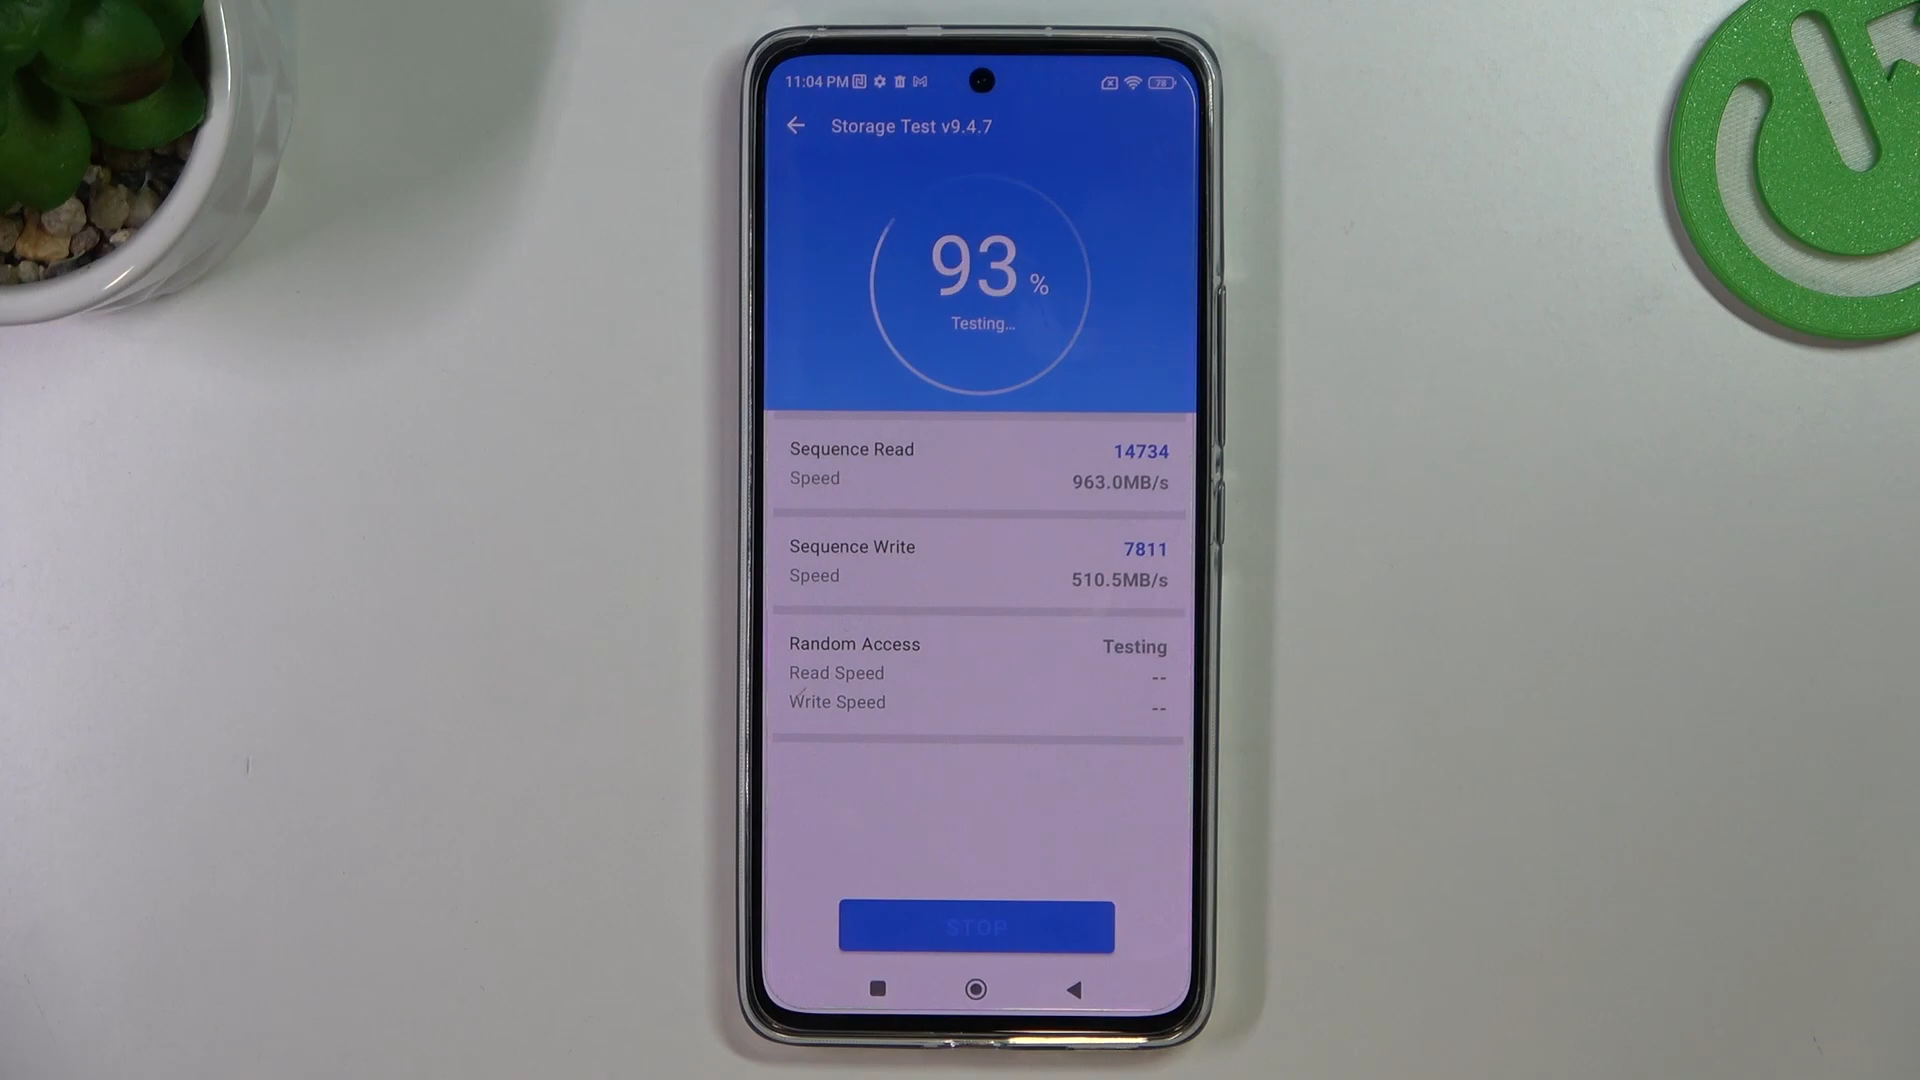 11:04 PM 78
Storage Test v9.4.7
93 %
Testing...
Sequence Read 14734
Speed 963.0MB/s
Sequence Write 7811
Speed 510.5MB/s
Random Access Testing
Read Speed --
Write Speed --
STOP